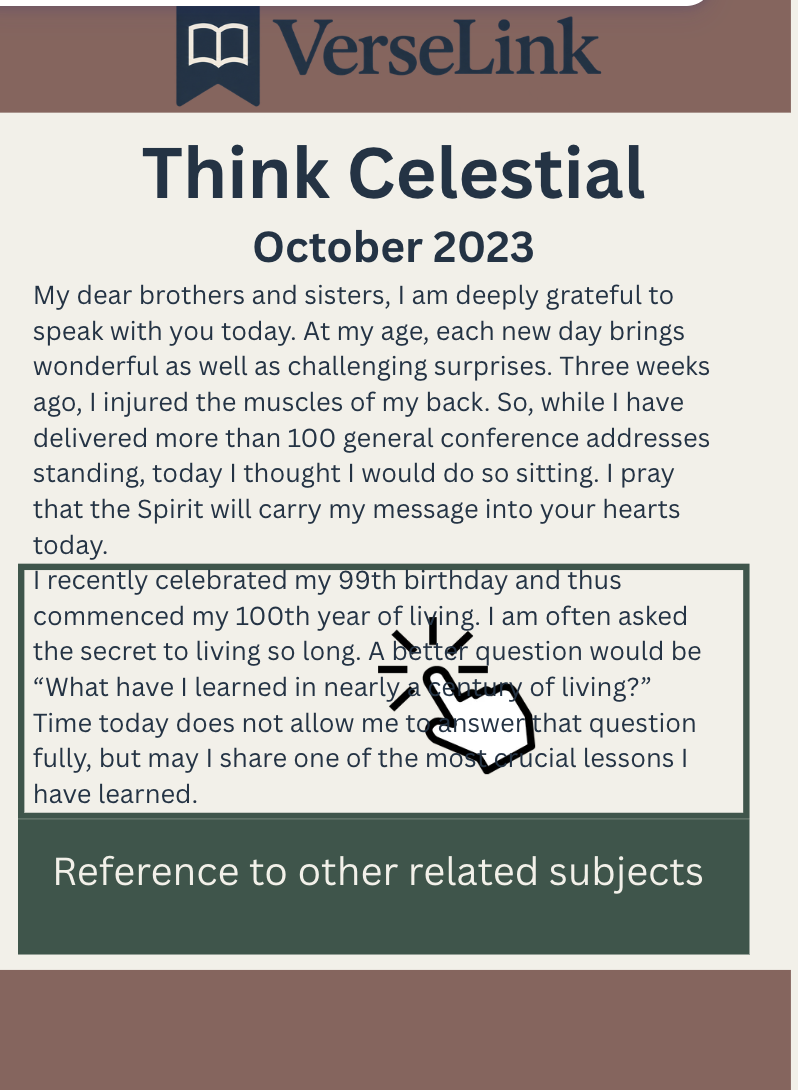 VerseLink
Think Celestial
October 2023
My dear brothers and sisters, I am deeply grateful to
speak with you today. At my age, each new day brings
wonderful as well as challenging surprises. Three weeks
ago, I injured the muscles of my back. So, while I have
delivered more than 100 general conference addresses
standing, today I thought I would do so sitting. I pray
that the Spirit will carry my message into your hearts
today.
I recently celebrated my 99th birthday and thus
commenced my 100th year of living. I am often asked
the secret to living so long. A better question would be
“What have I learned in nearly a century of living?”
Time today does not allow me to answer that question
fully, but may I share one of the most crucial lessons I
have learned.
Reference to other related subjects